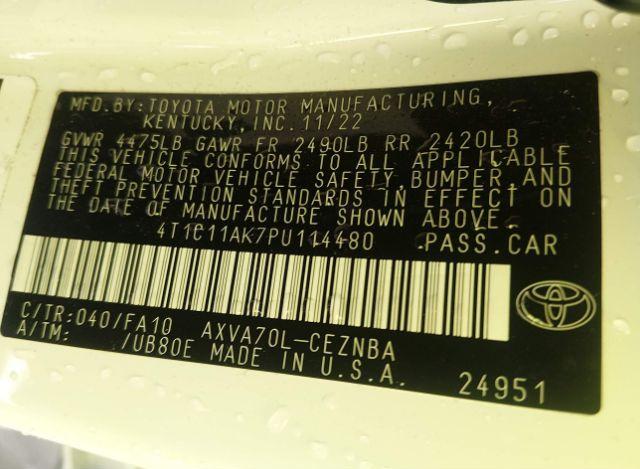 MFD.BY:TOYOTA MOTOR MANUFACTURING,
KENTUCKY,INC.11/22
GVWR 4475LB GAWR FR 2490LB RR 2420LB
THIS VEHICLE CONFORMS TO ALL APPLICABLE
FEDERAL MOTOR VEHICLE SAFETY,BUMPER,AND
THEFT PREVENTION STANDARDS IN EFFECT ON
THE DATE OF MANUFACTURE SHOWN ABOVE.
4T1C11AK7PU114480 PASS.CAR
C/TR:040/FA10 AXVA70L-CEZNBA
A/TM: /UB80E MADE IN U.S.A.
24951